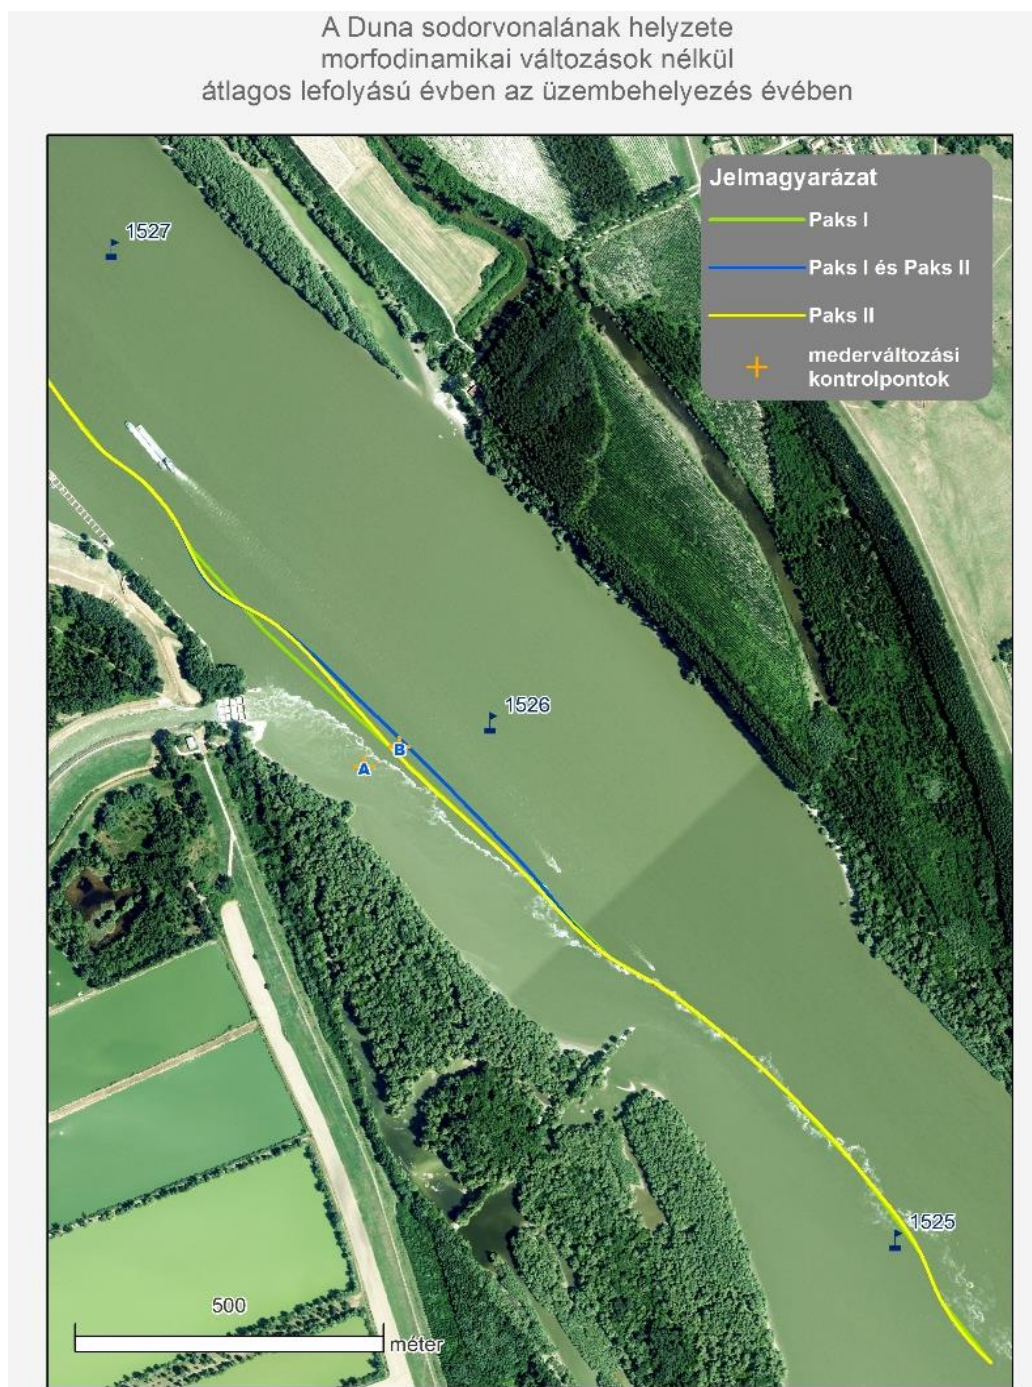 A Duna sodorvonalának helyzete
morfodinamikai változások nélkül
átlagos lefolyású évben az üzembehelyezés évében
Jelmagyarázat
Paks I
Paks I és Paks II
Paks II
mederváltozási
kontrolpontok
1527
1526
B
A
1525
500
méter